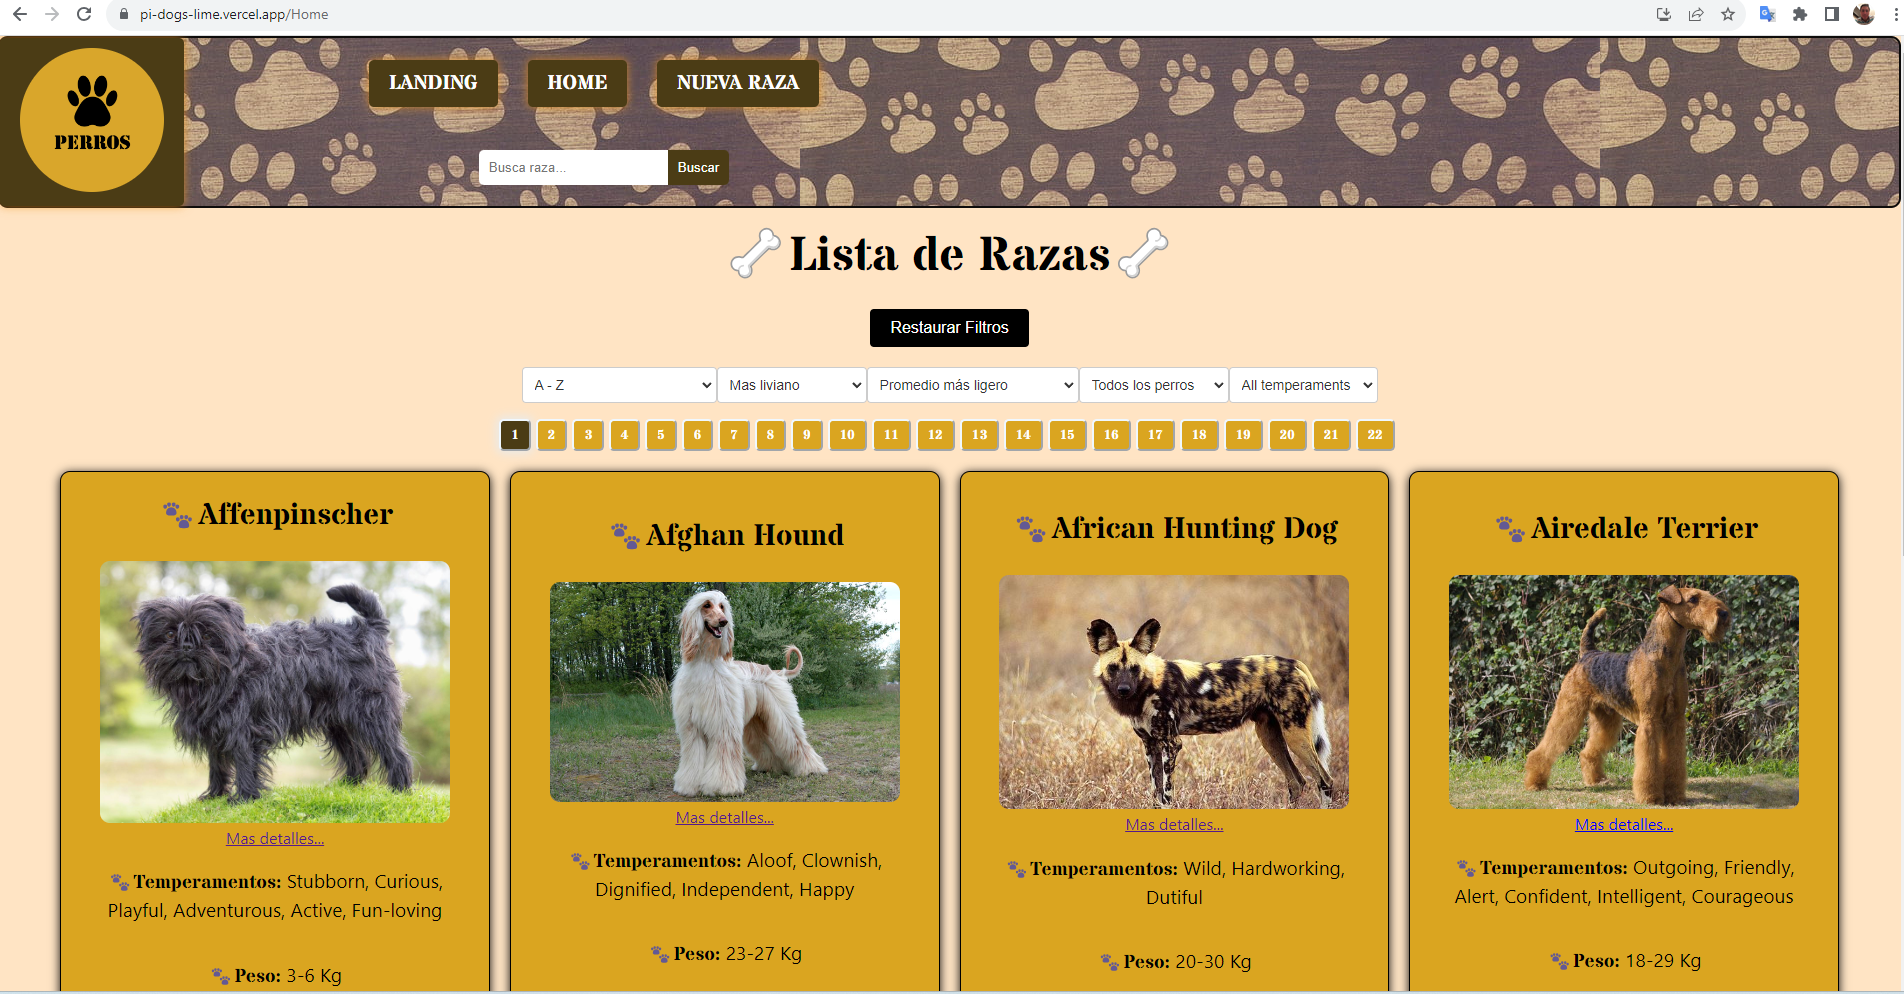 pi-dogs-lime.vercel.app/Home
PERROS
LANDING HOME NUEVA RAZA
Busca raza... Buscar
Lista de Razas
Restaurar Filtros
A - Z Mas liviano Promedio más ligero Todos los perros All temperaments
1 2 3 4 5 6 7 8 9 10 11 12 13 14 15 16 17 18 19 20 21 22
Affenpinscher
Mas detalles...
Temperamentos: Stubborn, Curious,
Playful, Adventurous, Active, Fun-loving
Peso: 3-6 Kg
Afghan Hound
Mas detalles...
Temperamentos: Aloof, Clownish,
Dignified, Independent, Happy
Peso: 23-27 Kg
African Hunting Dog
Mas detalles...
Temperamentos: Wild, Hardworking,
Dutiful
Peso: 20-30 Kg
Airedale Terrier
Mas detalles...
Temperamentos: Outgoing, Friendly,
Alert, Confident, Intelligent, Courageous
Peso: 18-29 Kg